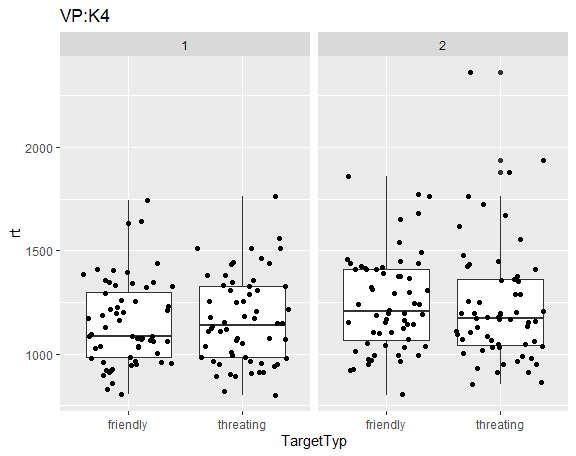 VP:K4
1 2
rt
2000
1500
1000
friendly threating friendly threating
TargetTyp